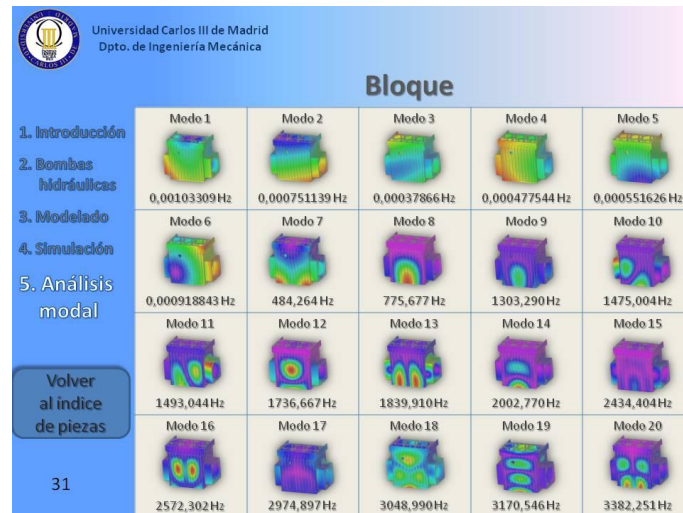 Universidad Carlos III de Madrid
Dpto. de Ingeniería Mecánica
Bloque
1. Introducción
2. Bombas
hidráulicas
3. Modelado
4. Simulación
5. Análisis
modal
Volver
al índice
de piezas
31
Modo 1 Modo 2 Modo 3 Modo 4 Modo 5
0,00103309 Hz 0,000751139 Hz 0,00037866 Hz 0,000477544 Hz 0,000551626 Hz
Modo 6 Modo 7 Modo 8 Modo 9 Modo 10
0,000918843 Hz 484,264 Hz 775,677 Hz 1303,290 Hz 1475,004 Hz
Modo 11 Modo 12 Modo 13 Modo 14 Modo 15
1493,044 Hz 1736,667 Hz 1839,910 Hz 2002,770 Hz 2434,404 Hz
Modo 16 Modo 17 Modo 18 Modo 19 Modo 20
2572,302 Hz 2974,897 Hz 3048,990 Hz 3170,546 Hz 3382,251 Hz